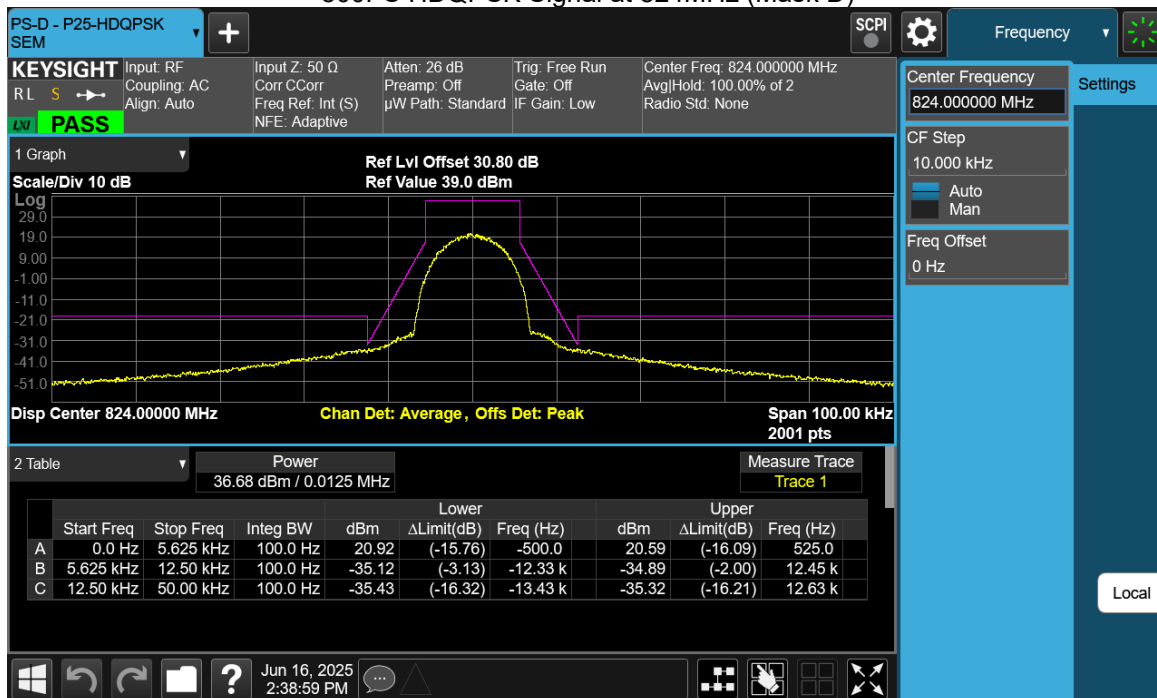 PS-D - P25-HDQPSK
SEM
+
SCPI
Frequency
KEYSIGHT
R L S
LXI PASS
Input: RF
Coupling: AC
Align: Auto
Input Z: 50 Ω
Corr CCorr
Freq Ref: Int (S)
NFE: Adaptive
Atten: 26 dB
Preamp: Off
µW Path: Standard
Trig: Free Run
Gate: Off
IF Gain: Low
Center Freq: 824.000000 MHz
Avg|Hold: 100.00% of 2
Radio Std: None
Center Frequency
824.000000 MHz
Settings
CF Step
10.000 kHz
Auto
Man
Freq Offset
0 Hz
1 Graph
Ref Lvl Offset 30.80 dB
Scale/Div 10 dB
Ref Value 39.0 dBm
Log
29.0
19.0
9.00
-1.00
-11.0
-21.0
-31.0
-41.0
-51.0
Disp Center 824.00000 MHz
Chan Det: Average , Offs Det: Peak
Span 100.00 kHz
2001 pts
2 Table
Power
36.68 dBm / 0.0125 MHz
Measure Trace
Trace 1
Lower Upper
Start Freq Stop Freq Integ BW dBm ∆Limit(dB) Freq (Hz) dBm ∆Limit(dB) Freq (Hz)
A 0.0 Hz 5.625 kHz 100.0 Hz 20.92 (-15.76) -500.0 20.59 (-16.09) 525.0
B 5.625 kHz 12.50 kHz 100.0 Hz -35.12 (-3.13) -12.33 k -34.89 (-2.00) 12.45 k
C 12.50 kHz 50.00 kHz 100.0 Hz -35.43 (-16.32) -13.43 k -35.32 (-16.21) 12.63 k
Local
?
Jun 16, 2025
2:38:59 PM